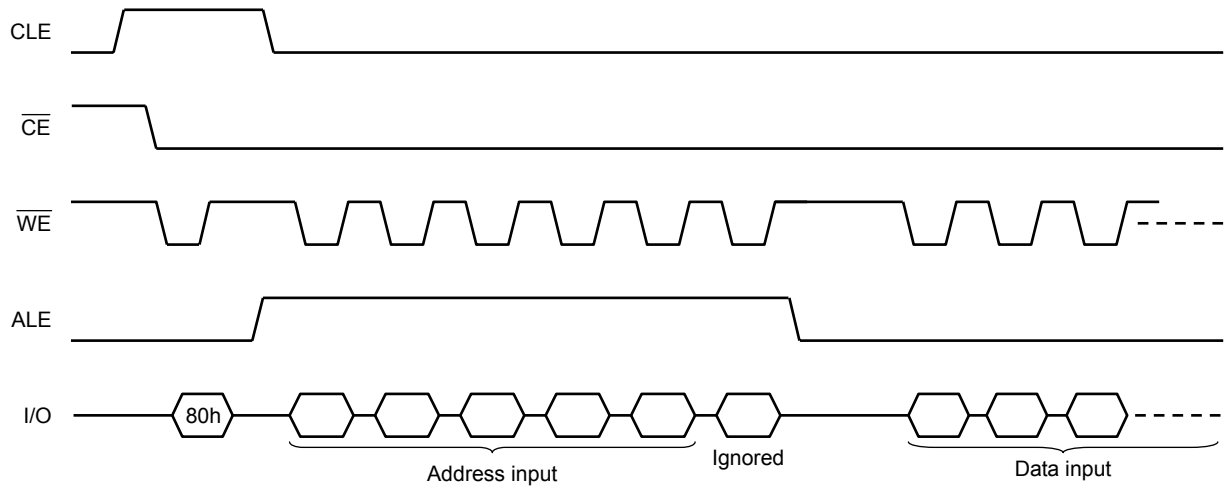 CLE
CE
WE
ALE
I/O
80h
Address input
Ignored
Data input